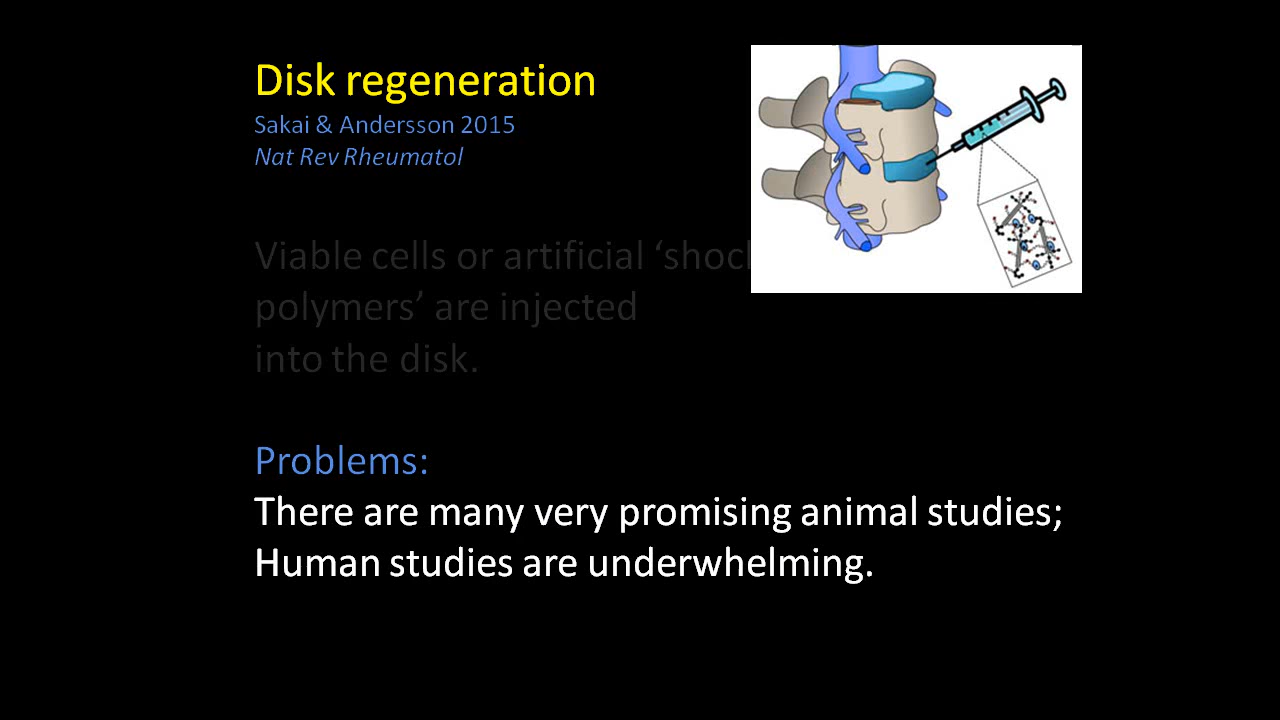 Disk regeneration
Sakai & Andersson 2015
Nat Rev Rheumatol
Viable cells or artificial ‘shock
polymers’ are injected
into the disk.
Problems:
There are many very promising animal studies;
Human studies are underwhelming.